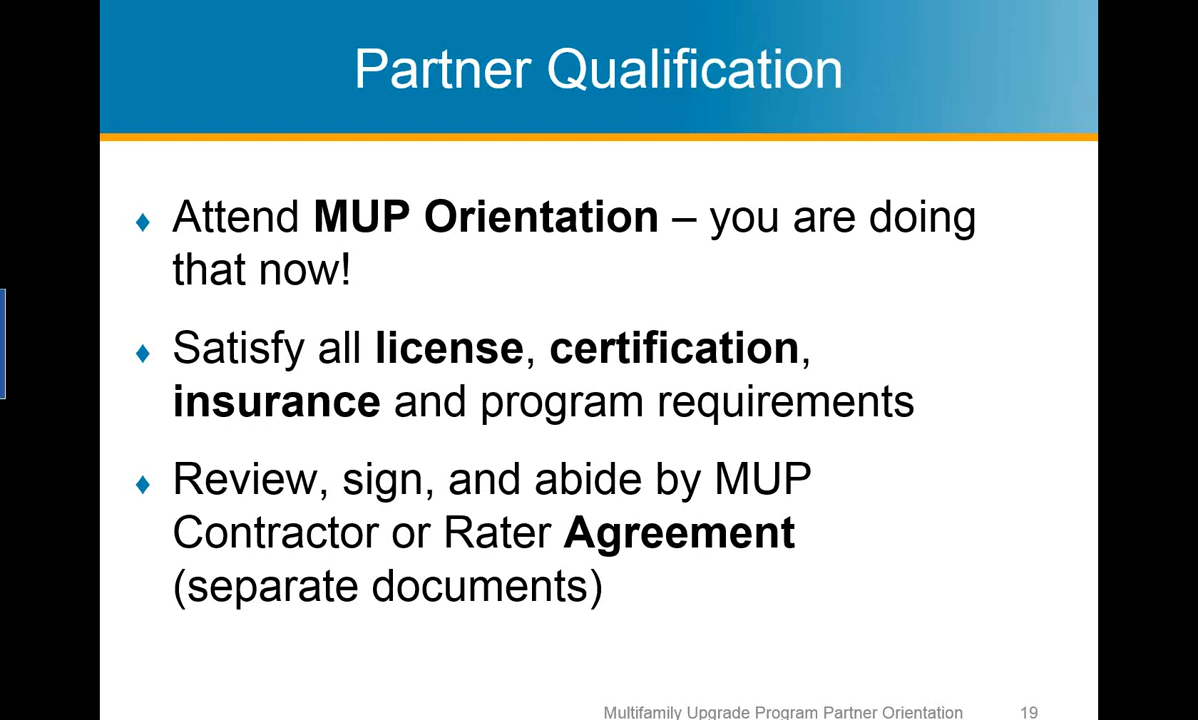 Partner Qualification
Attend MUP Orientation – you are doing
that now!
Satisfy all license, certification,
insurance and program requirements
Review, sign, and abide by MUP
Contractor or Rater Agreement
(separate documents)
Multifamily Upgrade Program Partner Orientation 19